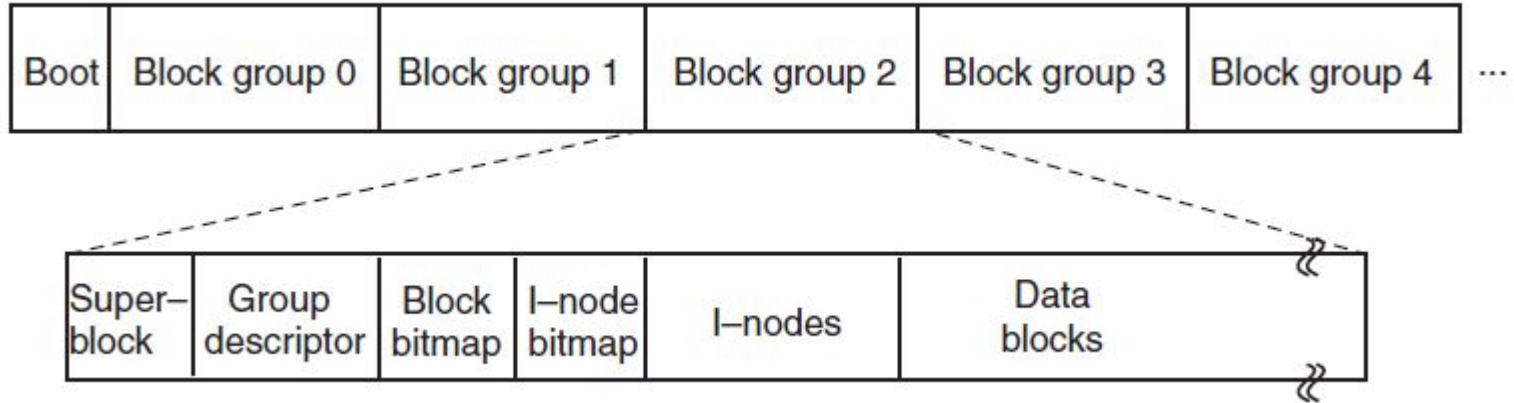 Boot Block group 0 Block group 1 Block group 2 Block group 3 Block group 4 ...
Super– Group Block I–node I–nodes Data
block descriptor bitmap bitmap blocks